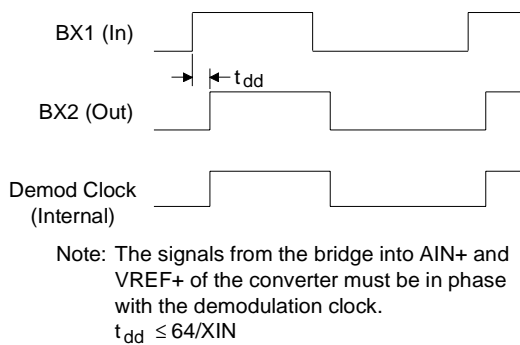 BX1 (In)
t dd
BX2 (Out)
Demod Clock
(Internal)
Note: The signals from the bridge into AIN+ and
VREF+ of the converter must be in phase
with the demodulation clock.
t dd ≤ 64/XIN